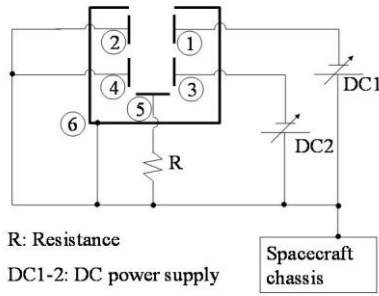 ② ①
④ ③
DC1
⑤
⑥
DC2
R
R: Resistance
DC1-2: DC power supply
Spacecraft
chassis